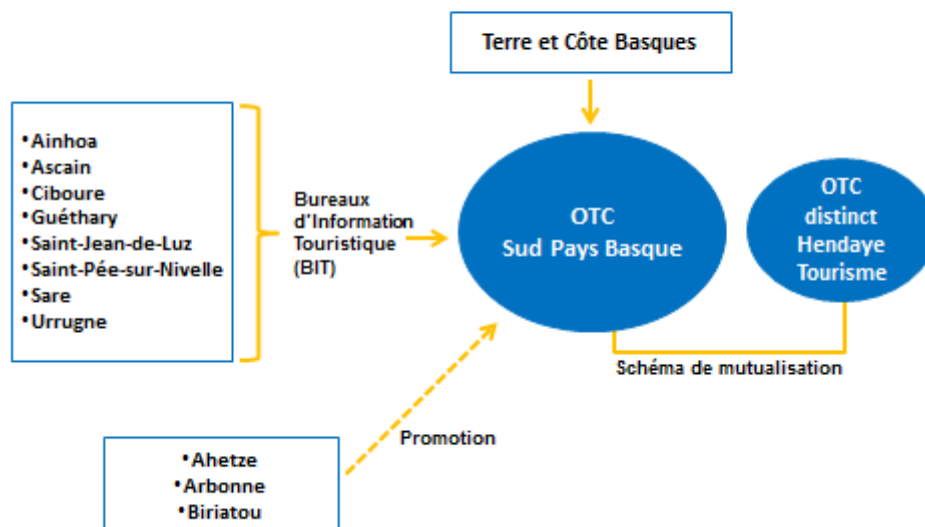 Terre et Côte Basques
•Ainhoa
•Ascain
•Ciboure
•Guéthary
•Saint-Jean-de-Luz
•Saint-Pée-sur-Nivelle
•Sare
•Urrugne
Bureaux
d'Information
Touristique
(BIT)
OTC
Sud Pays Basque
OTC
distinct
Hendaye
Tourisme
Schéma de mutualisation
Promotion
•Ahetze
•Arbonne
•Biriatou